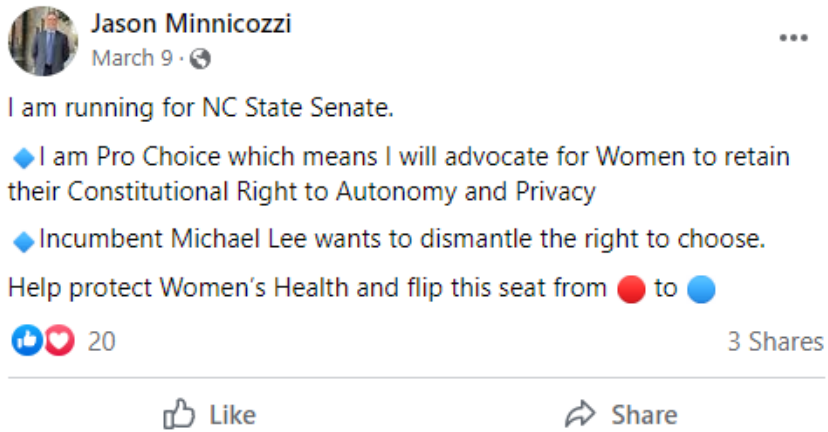 Jason Minnicozzi
March 9 ·
I am running for NC State Senate.
🔹I am Pro Choice which means I will advocate for Women to retain
their Constitutional Right to Autonomy and Privacy
🔹Incumbent Michael Lee wants to dismantle the right to choose.
Help protect Women's Health and flip this seat from 🔴 to 🔵
20
3 Shares
Like
Share